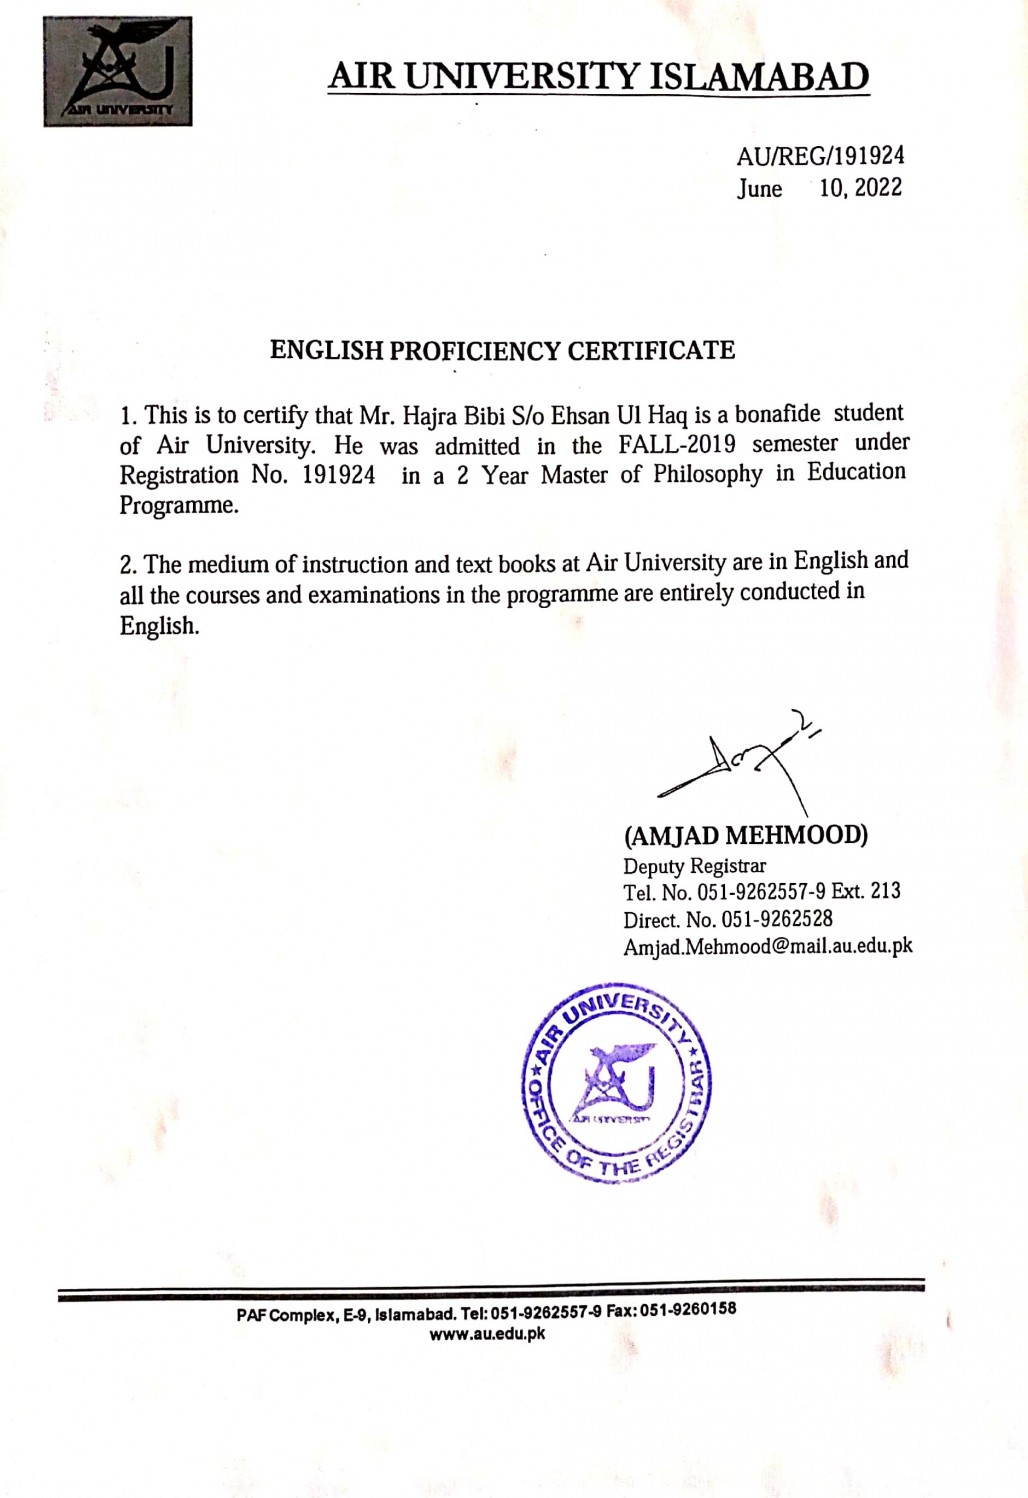 AU
AIR UNIVERSITY
AIR UNIVERSITY ISLAMABAD
AU/REG/191924
June 10, 2022
ENGLISH PROFICIENCY CERTIFICATE
1. This is to certify that Mr. Hajra Bibi S/o Ehsan Ul Haq is a bonafide student
of Air University. He was admitted in the FALL-2019 semester under
Registration No. 191924 in a 2 Year Master of Philosophy in Education
Programme.
2. The medium of instruction and text books at Air University are in English and
all the courses and examinations in the programme are entirely conducted in
English.
(AMJAD MEHMOOD)
Deputy Registrar
Tel. No. 051-9262557-9 Ext. 213
Direct. No. 051-9262528
Amjad.Mehmood@mail.au.edu.pk
★ AIR UNIVERSITY ★
AU
OFFICE OF THE REGISTRAR
PAF Complex, E-9, Islamabad. Tel: 051-9262557-9 Fax: 051-9260158
www.au.edu.pk